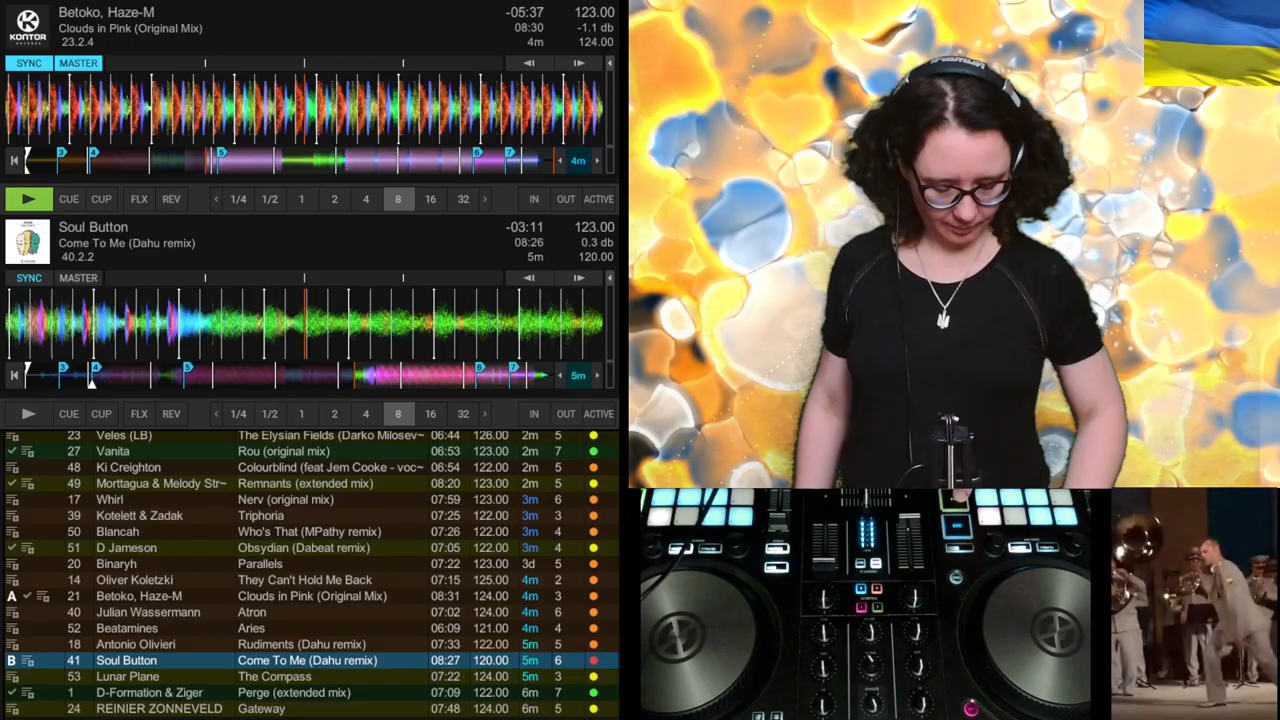 Betoko, Haze-M -05:37 123.00
Clouds in Pink (Original Mix) 08:30 -1.1 db
23.2.4 4m 124.00
KONTOR
RECORDS
SYNC MASTER
3 4 5 6 7 4m
CUE CUP FLX REV 1/4 1/2 1 2 4 8 16 32 IN OUT ACTIVE
Soul Button -03:11 123.00
Come To Me (Dahu remix) 08:26 0.3 db
40.2.2 5m 120.00
SYNC MASTER
3 4 5 6 7 5m
CUE CUP FLX REV 1/4 1/2 1 2 4 8 16 32 IN OUT ACTIVE
23 Veles (LB) The Elysian Fields (Darko Milosev~ 06:44 126.00 2m 5
27 Vanita Rou (original mix) 06:53 123.00 2m 7
48 Ki Creighton Colourblind (feat Jem Cooke - voc~ 06:54 122.00 2m 5
49 Morttagua & Melody Str~ Remnants (extended mix) 08:20 123.00 2m 5
17 Whirl Nerv (original mix) 07:59 123.00 3m 6
39 Kotelett & Zadak Triphoria 07:25 122.00 3m 3
50 Blancah Who's That (MPathy remix) 07:26 122.00 3m 4
51 D Jameson Obsydian (Dabeat remix) 07:05 122.00 3m 4
20 Binaryh Parallels 07:22 123.00 3d 5
14 Oliver Koletzki They Can't Hold Me Back 07:15 125.00 4m 2
A 21 Betoko, Haze-M Clouds in Pink (Original Mix) 08:31 124.00 4m 3
40 Julian Wassermann Atron 07:02 124.00 4m 6
52 Beatamines Aries 06:09 121.00 4m 4
18 Antonio Olivieri Rudiments (Dahu remix) 07:33 122.00 5m 5
B 41 Soul Button Come To Me (Dahu remix) 08:27 120.00 5m 6
53 Lunar Plane The Compass 07:22 124.00 5m 3
1 D-Formation & Ziger Perge (extended mix) 07:09 122.00 6m 7
24 REINIER ZONNEVELD Gateway 07:48 124.00 6m 5